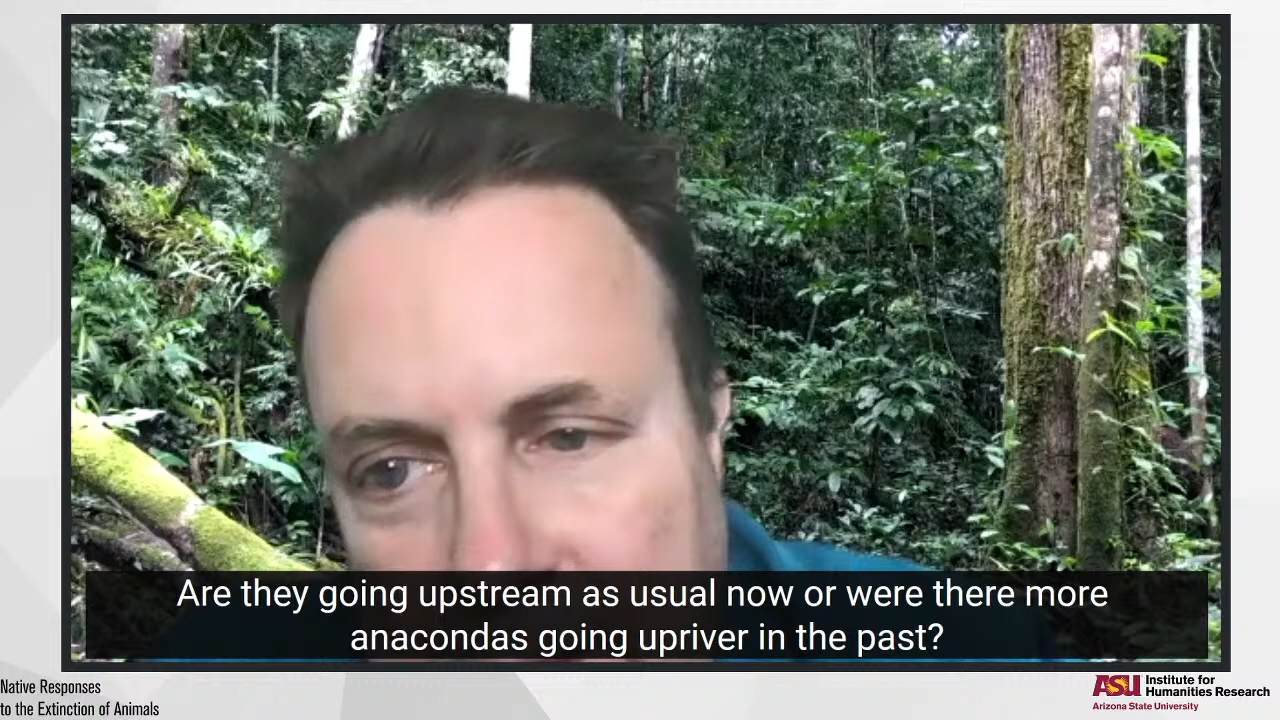 Are they going upstream as usual now or were there more
anacondas going upriver in the past?
Native Responses
to the Extinction of Animals
ASU Institute for
Humanities Research
Arizona State University